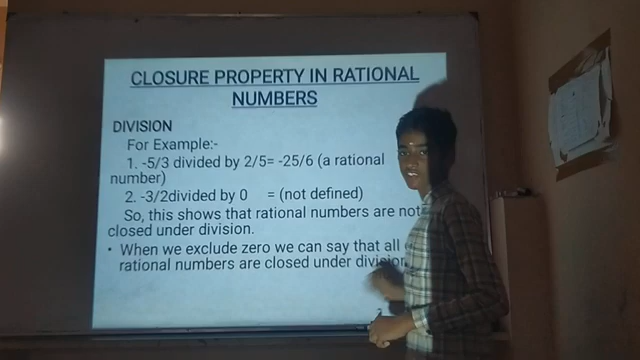 CLOSURE PROPERTY IN RATIONAL
NUMBERS
DIVISION
For Example:-
1. -5/3 divided by 2/5= -25/6 (a rational
number)
2. -3/2divided by 0 = (not defined)
So, this shows that rational numbers are not
closed under division.
• When we exclude zero we can say that all
rational numbers are closed under division